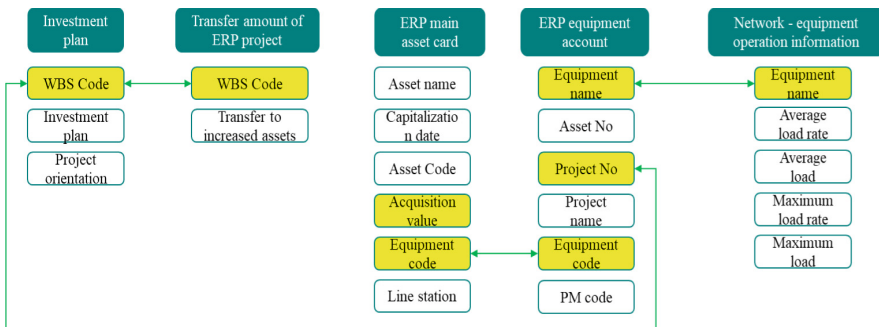 Investment
plan
Transfer amount of
ERP project
ERP main
asset card
ERP equipment
account
Network - equipment
operation information
WBS Code
Investment
plan
Project
orientation
WBS Code
Transfer to
increased assets
Asset name
Capitalizatio
n date
Asset Code
Acquisition
value
Equipment
code
Line station
Equipment
name
Asset No
Project No
Project
name
Equipment
code
PM code
Equipment
name
Average
load rate
Average
load
Maximum
load rate
Maximum
load